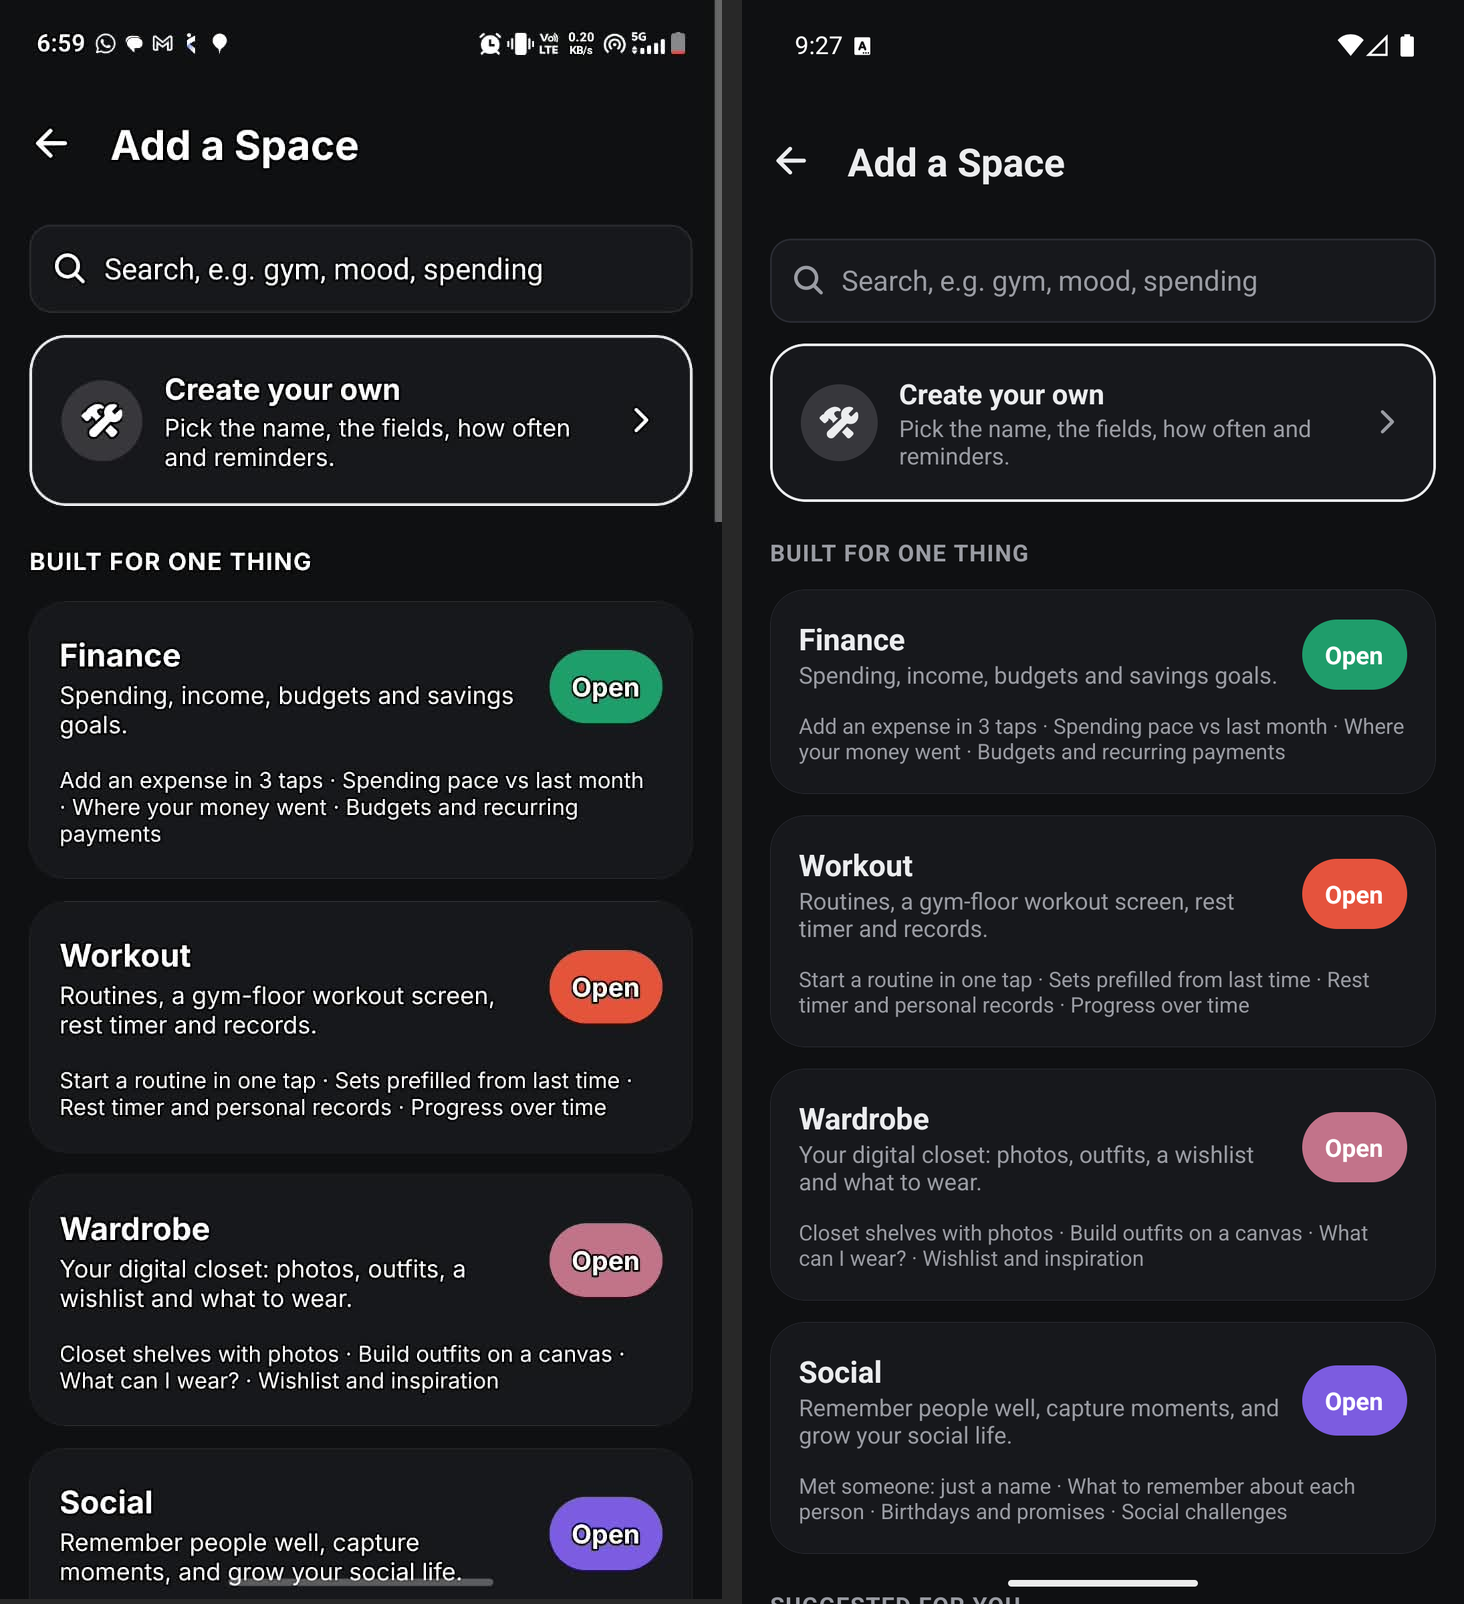 6:59
Vo)
LTE
0.20
KB/s
5G
Add a Space
Search, e.g. gym, mood, spending
Create your own
Pick the name, the fields, how often
and reminders.
BUILT FOR ONE THING
Finance
Spending, income, budgets and savings
goals.
Open
Add an expense in 3 taps · Spending pace vs last month
· Where your money went · Budgets and recurring
payments
Workout
Routines, a gym-floor workout screen,
rest timer and records.
Open
Start a routine in one tap · Sets prefilled from last time ·
Rest timer and personal records · Progress over time
Wardrobe
Your digital closet: photos, outfits, a
wishlist and what to wear.
Open
Closet shelves with photos · Build outfits on a canvas ·
What can I wear? · Wishlist and inspiration
Social
Remember people well, capture
moments, and grow your social life.
Open
9:27
A
Add a Space
Search, e.g. gym, mood, spending
Create your own
Pick the name, the fields, how often and
reminders.
BUILT FOR ONE THING
Finance
Spending, income, budgets and savings goals.
Open
Add an expense in 3 taps · Spending pace vs last month · Where
your money went · Budgets and recurring payments
Workout
Routines, a gym-floor workout screen, rest
timer and records.
Open
Start a routine in one tap · Sets prefilled from last time · Rest
timer and personal records · Progress over time
Wardrobe
Your digital closet: photos, outfits, a wishlist
and what to wear.
Open
Closet shelves with photos · Build outfits on a canvas · What
can I wear? · Wishlist and inspiration
Social
Remember people well, capture moments, and
grow your social life.
Open
Met someone: just a name · What to remember about each
person · Birthdays and promises · Social challenges
SUGGESTED FOR YOU